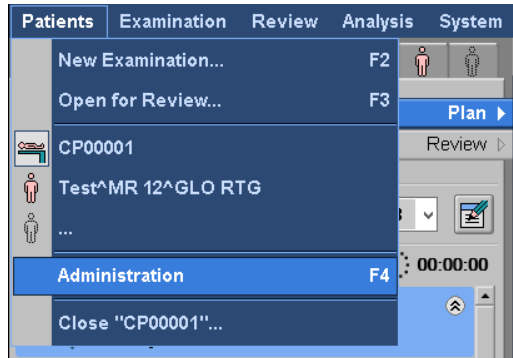 Patients Examination Review Analysis System
New Examination... F2
Open for Review... F3
Plan
CP00001
Review
Test^MR 12^GLO RTG
...
Administration F4
00:00:00
Close "CP00001"...